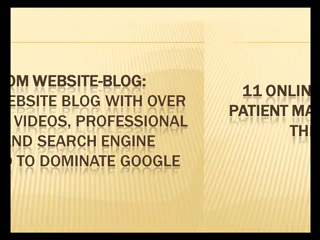 OM WEBSITE-BLOG:
EBSITE BLOG WITH OVER
VIDEOS, PROFESSIONAL
AND SEARCH ENGINE
TO DOMINATE GOOGLE
11 ONLIN
PATIENT MA
TH